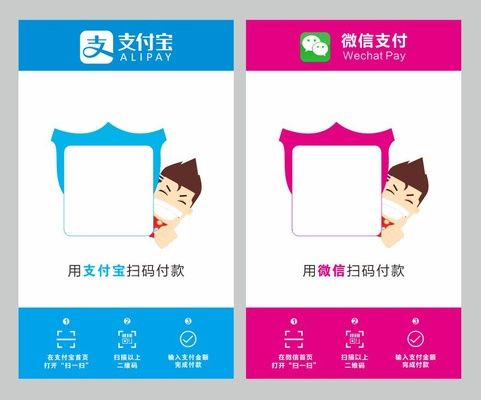 支 支付宝
ALIPAY
用支付宝扫码付款
1 2 3
在支付宝首页 扫描以上 输入支付金额
打开“扫一扫” 二维码 完成付款
微信支付
Wechat Pay
用微信扫码付款
1 2 3
在微信首页 扫描以上 输入支付金额
打开“扫一扫” 二维码 完成付款